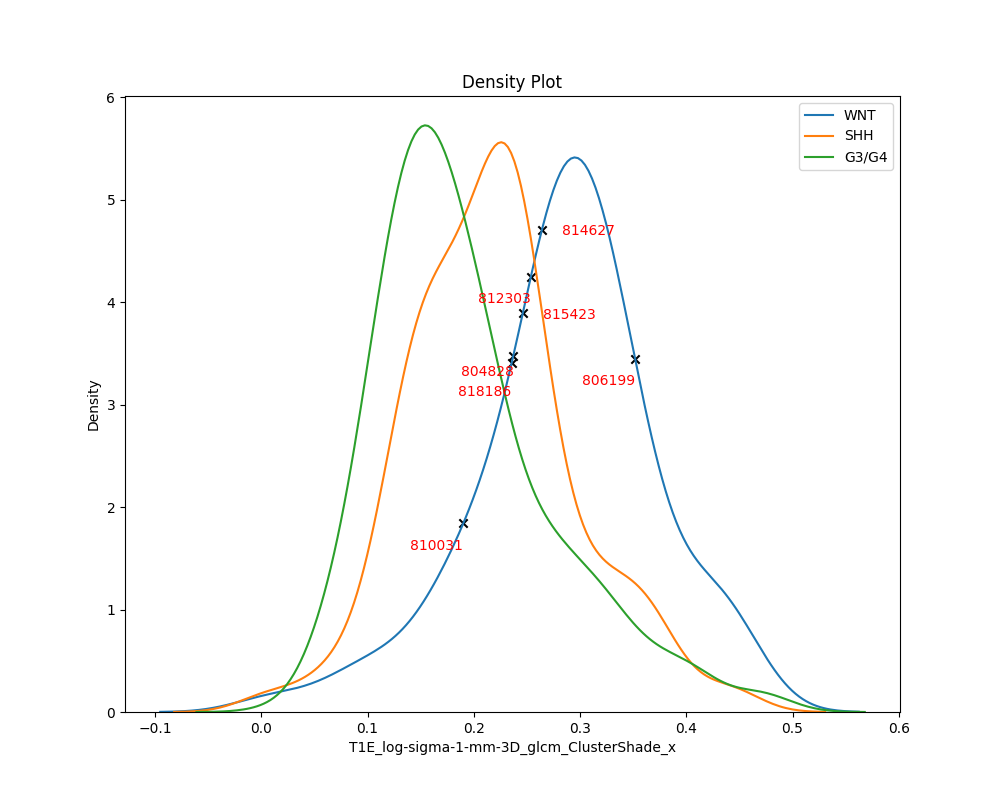 Density Plot
6
5
4
3
2
1
0
Density
WNT
SHH
G3/G4
814627
812303
815423
804828
818186
806199
810031
−0.1 0.0 0.1 0.2 0.3 0.4 0.5 0.6
T1E_log-sigma-1-mm-3D_glcm_ClusterShade_x